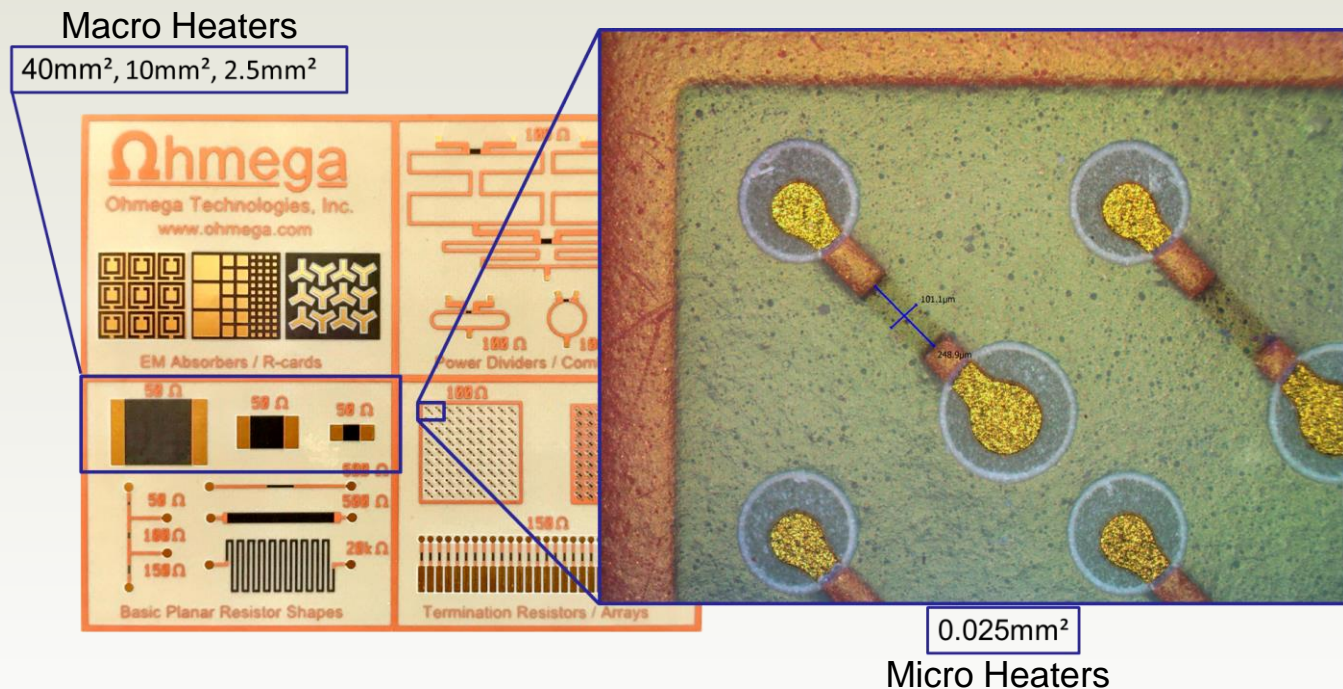 Macro Heaters
40mm², 10mm², 2.5mm²
Ωhmega
Ohmega Technologies, Inc.
www.ohmega.com
EM Absorbers / R-cards
100 Ω
100 Ω
Power Dividers /
50 Ω
50 Ω
50 Ω
500 Ω
50 Ω
500 Ω
100 Ω
20k Ω
150 Ω
Basic Planar Resistor Shapes
100 Ω
150 Ω
Termination Resistors / Arrays
101.1µm
248.9µm
0.025mm²
Micro Heaters